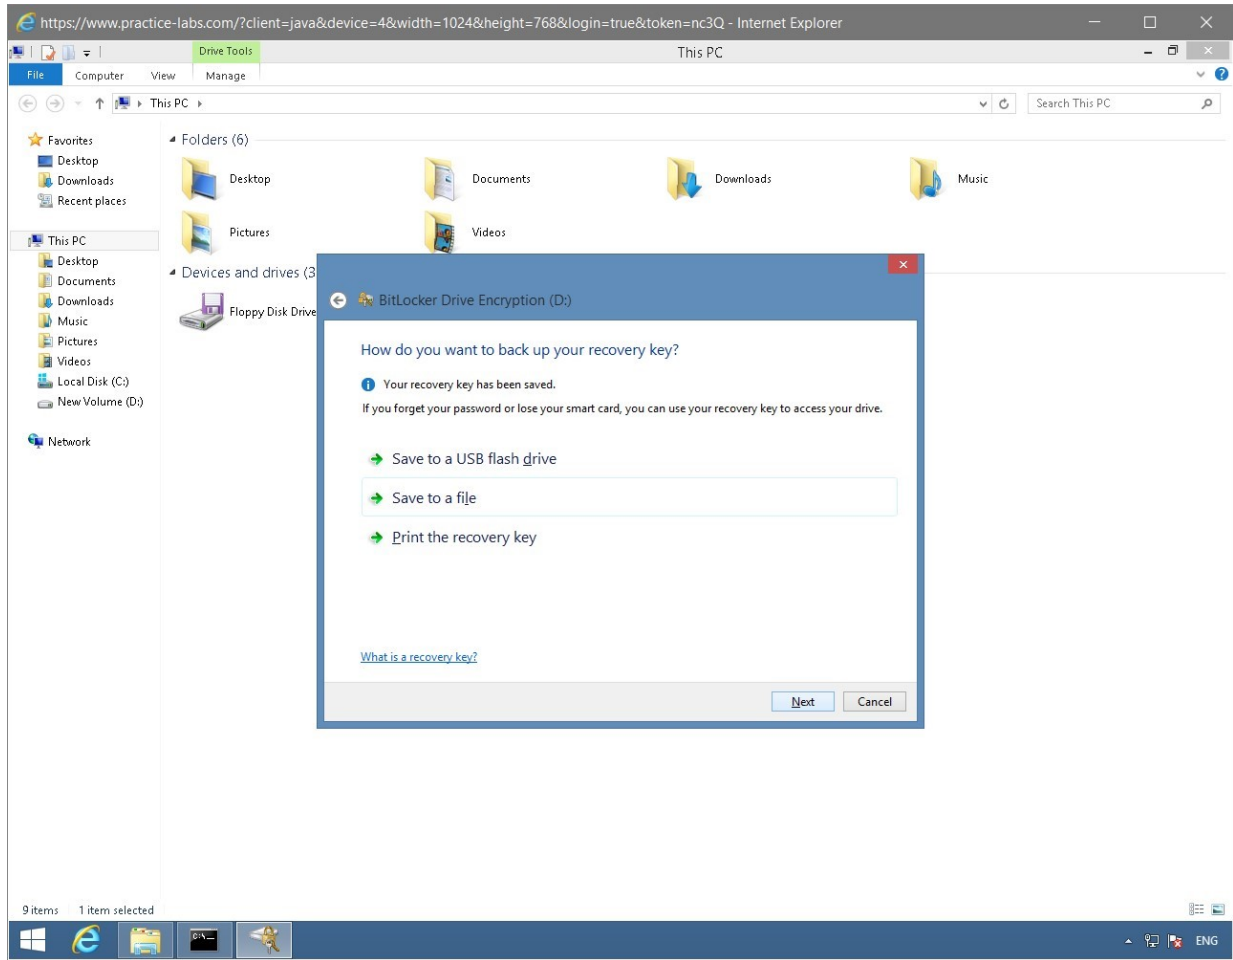 https://www.practice-labs.com/?client=java&device=4&width=1024&height=768&login=true&token=nc3Q - Internet Explorer
Drive Tools
This PC
File
Computer
View
Manage
This PC
Search This PC
Favorites
Desktop
Downloads
Recent places
This PC
Desktop
Documents
Downloads
Music
Pictures
Videos
Local Disk (C:)
New Volume (D:)
Network
Folders (6)
Desktop
Documents
Downloads
Music
Pictures
Videos
Devices and drives (3
Floppy Disk Drive
BitLocker Drive Encryption (D:)
How do you want to back up your recovery key?
Your recovery key has been saved.
If you forget your password or lose your smart card, you can use your recovery key to access your drive.
Save to a USB flash drive
Save to a file
Print the recovery key
What is a recovery key?
Next
Cancel
9 items
1 item selected
ENG